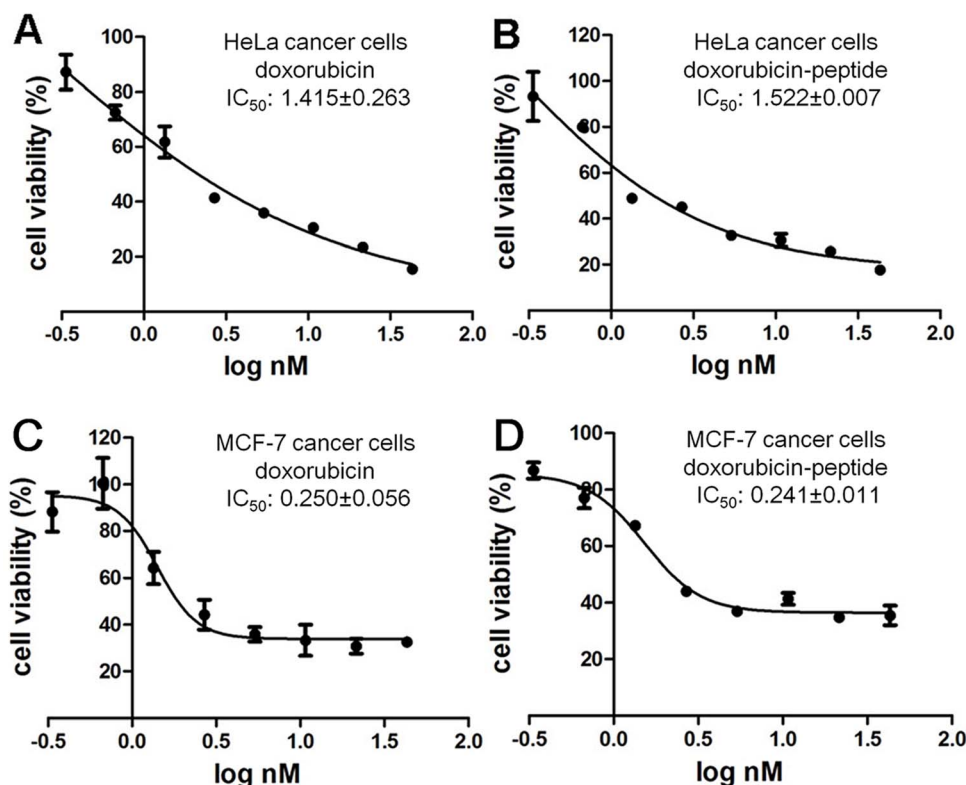 A
HeLa cancer cells
doxorubicin
IC50: 1.415±0.263
cell viability (%)
100
80
60
40
20
-0.5 0.0 0.5 1.0 1.5 2.0
log nM
B
HeLa cancer cells
doxorubicin-peptide
IC50: 1.522±0.007
cell viability (%)
120
100
80
60
40
20
-0.5 0.0 0.5 1.0 1.5 2.0
log nM
C
MCF-7 cancer cells
doxorubicin
IC50: 0.250±0.056
cell viability (%)
120
100
80
60
40
20
-0.5 0.0 0.5 1.0 1.5 2.0
log nM
D
MCF-7 cancer cells
doxorubicin-peptide
IC50: 0.241±0.011
cell viability (%)
100
80
60
40
20
-0.5 0.0 0.5 1.0 1.5 2.0
log nM